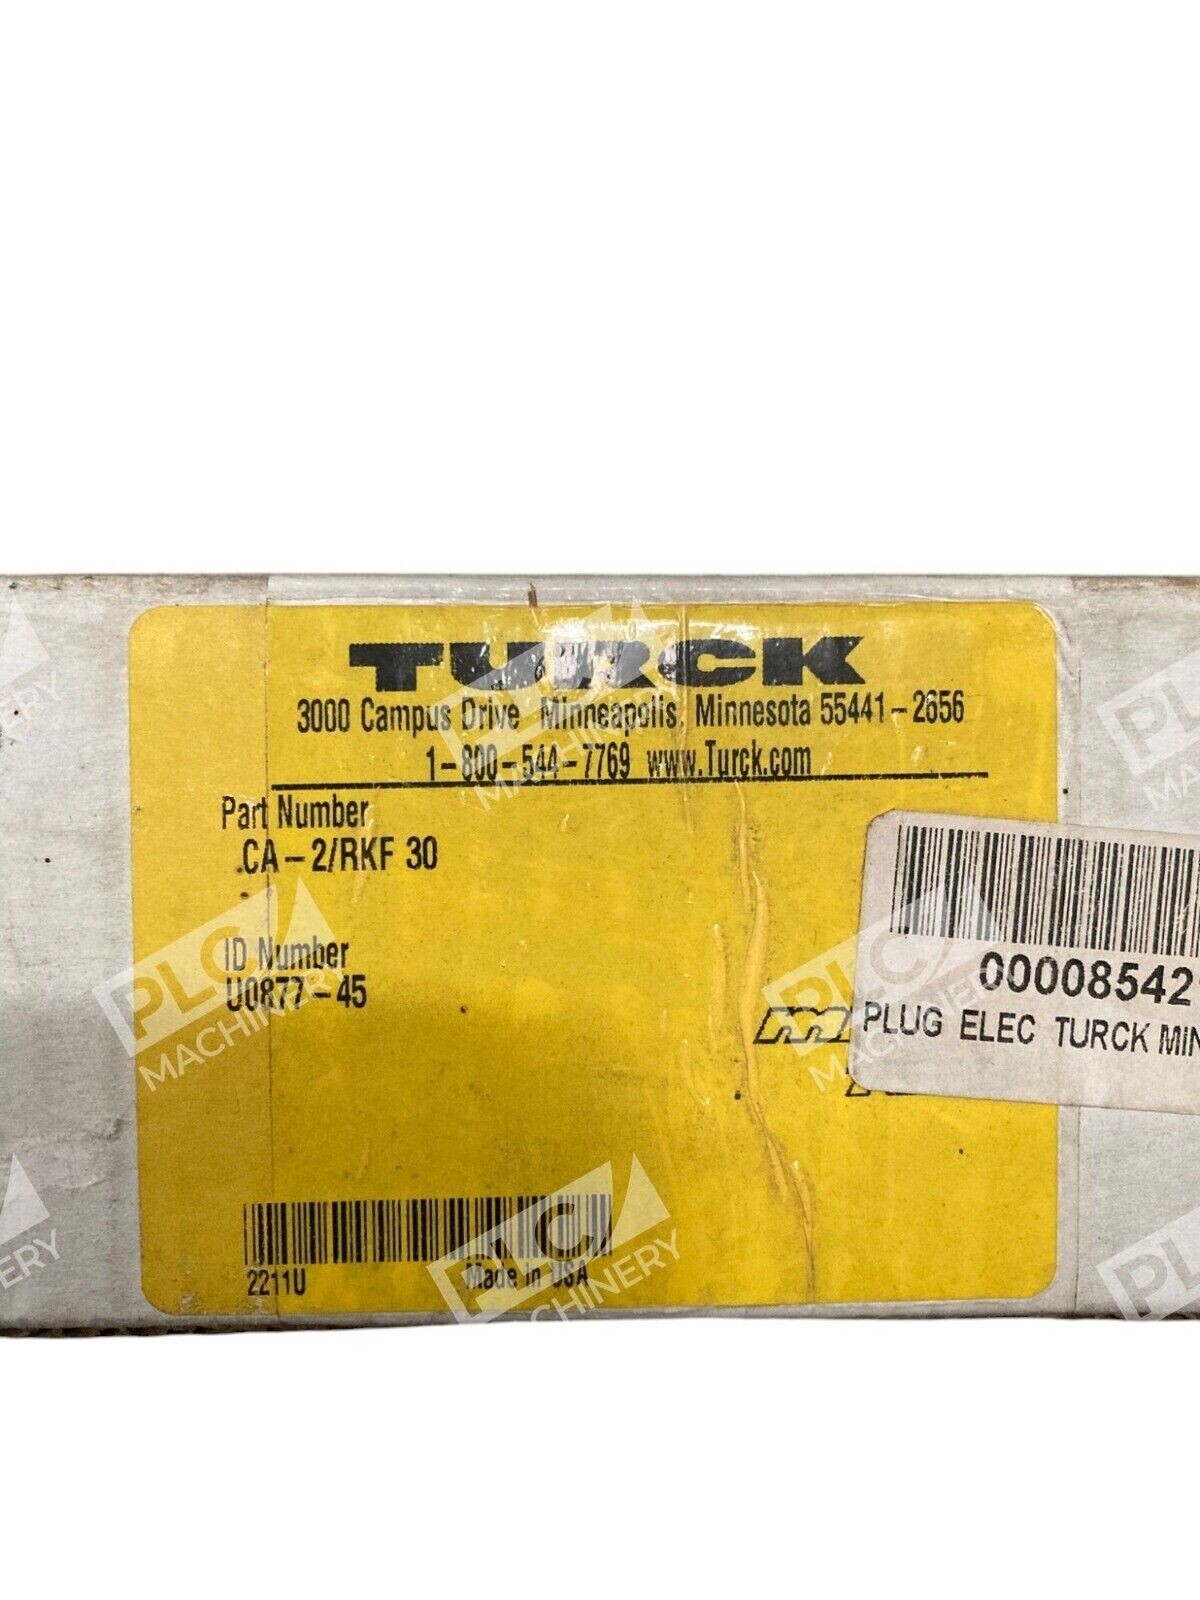 TURCK
3000 Campus Drive, Minneapolis, Minnesota 55441-2656
1-800-544-7769 www.Turck.com
Part Number
CA-2/RKF 30
ID Number
U0877-45
PLUG ELEC TURCK MIN
2211U
Made in USA
PLC
MACHINERY